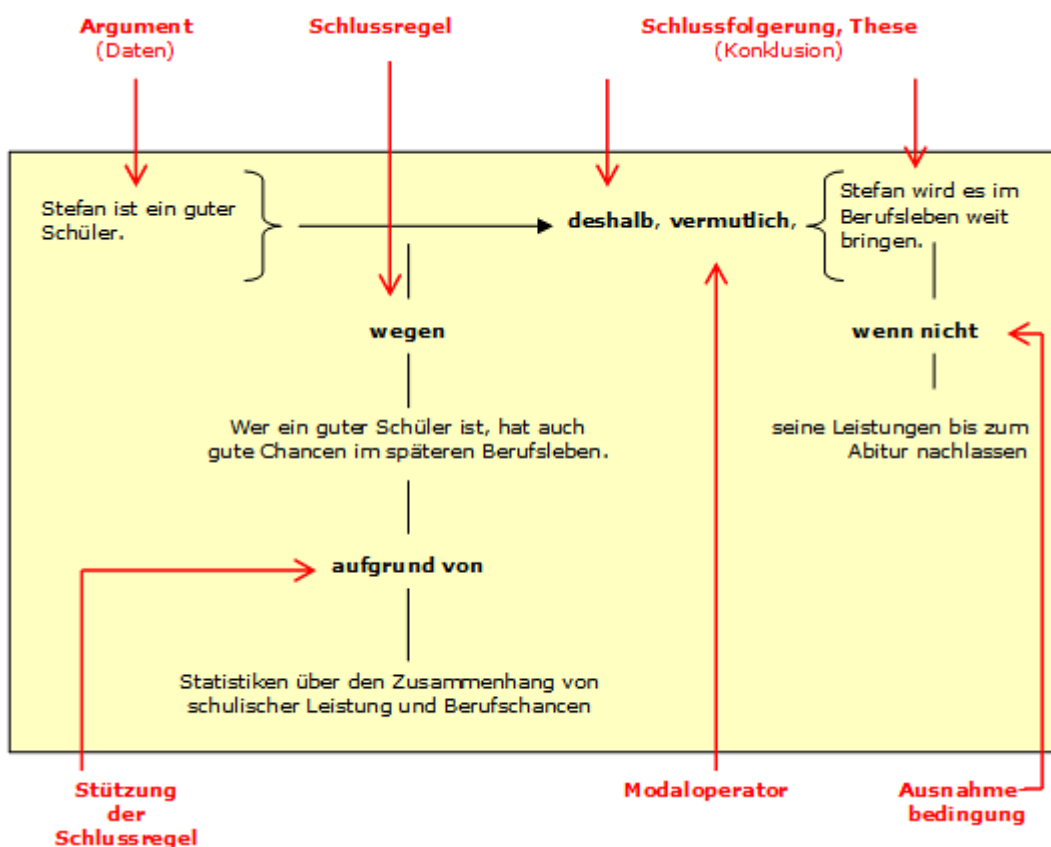 Argument
(Daten)
Schlussregel
Schlussfolgerung, These
(Konklusion)
Stefan ist ein guter
Schüler.
deshalb, vermutlich,
Stefan wird es im
Berufsleben weit
bringen.
wegen
wenn nicht
Wer ein guter Schüler ist, hat auch
gute Chancen im späteren Berufsleben.
seine Leistungen bis zum
Abitur nachlassen
aufgrund von
Statistiken über den Zusammenhang von
schulischer Leistung und Berufschancen
Stützung
der
Schlussregel
Modaloperator
Ausnahme-
bedingung